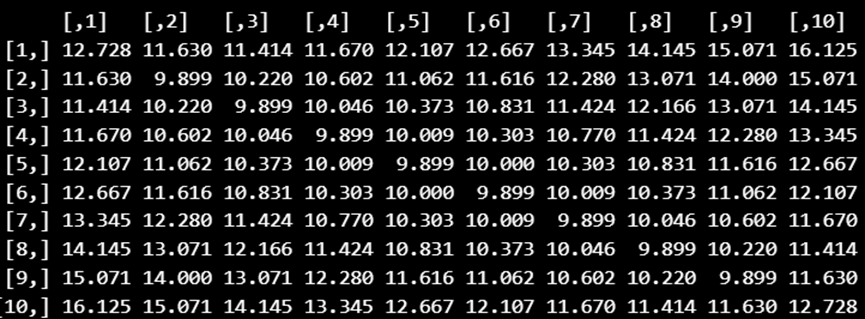 [,1] [,2] [,3] [,4] [,5] [,6] [,7] [,8] [,9] [,10]
[1,] 12.728 11.630 11.414 11.670 12.107 12.667 13.345 14.145 15.071 16.125
[2,] 11.630 9.899 10.220 10.602 11.062 11.616 12.280 13.071 14.000 15.071
[3,] 11.414 10.220 9.899 10.046 10.373 10.831 11.424 12.166 13.071 14.145
[4,] 11.670 10.602 10.046 9.899 10.009 10.303 10.770 11.424 12.280 13.345
[5,] 12.107 11.062 10.373 10.009 9.899 10.000 10.303 10.831 11.616 12.667
[6,] 12.667 11.616 10.831 10.303 10.000 9.899 10.009 10.373 11.062 12.107
[7,] 13.345 12.280 11.424 10.770 10.303 10.009 9.899 10.046 10.602 11.670
[8,] 14.145 13.071 12.166 11.424 10.831 10.373 10.046 9.899 10.220 11.414
[9,] 15.071 14.000 13.071 12.280 11.616 11.062 10.602 10.220 9.899 11.630
[10,] 16.125 15.071 14.145 13.345 12.667 12.107 11.670 11.414 11.630 12.728